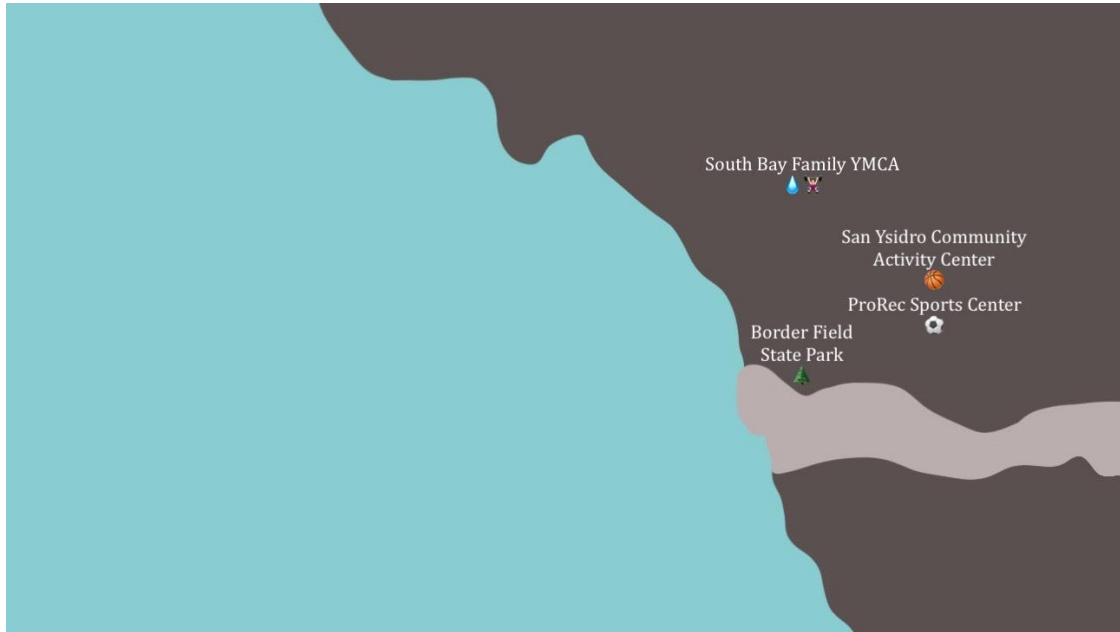 South Bay Family YMCA
San Ysidro Community
Activity Center
ProRec Sports Center
Border Field
State Park